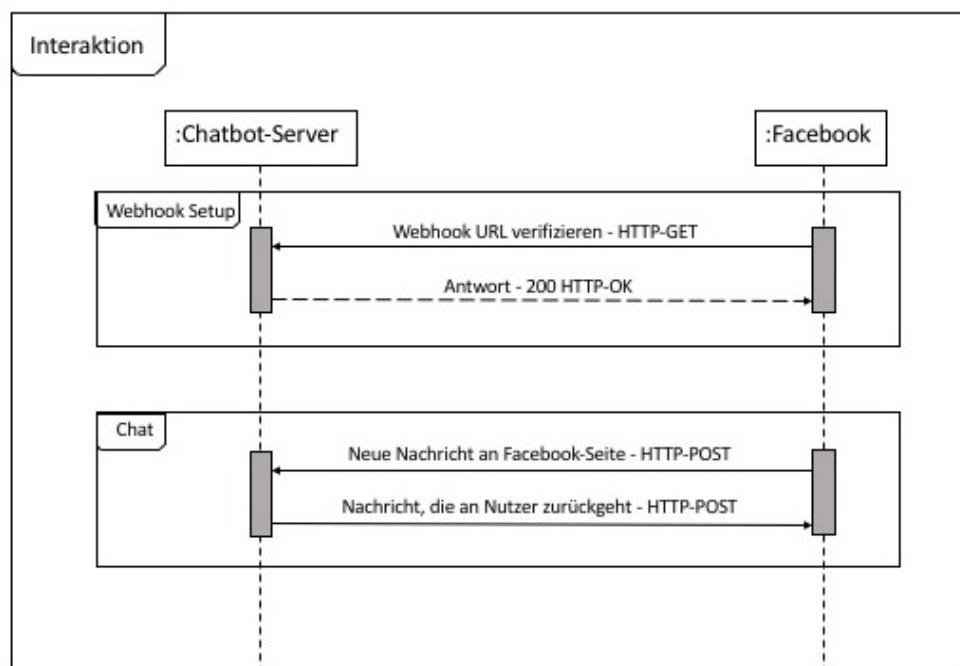 Interaktion
:Chatbot-Server
:Facebook
Webhook Setup
Webhook URL verifizieren - HTTP-GET
Antwort - 200 HTTP-OK
Chat
Neue Nachricht an Facebook-Seite - HTTP-POST
Nachricht, die an Nutzer zurückgeht - HTTP-POST